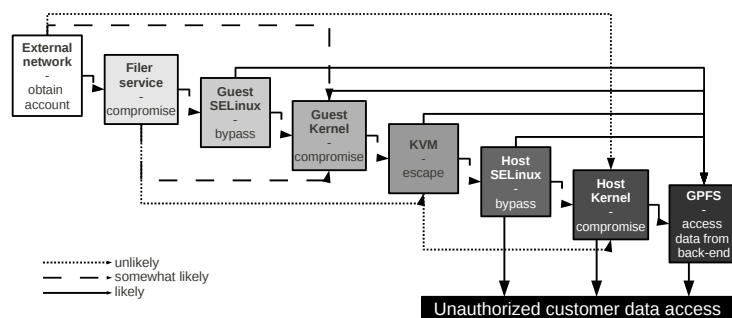 External
network
-
obtain
account
Filer
service
-
compromise
Guest
SELinux
-
bypass
Guest
Kernel
-
compromise
KVM
-
escape
Host
SELinux
-
bypass
Host
Kernel
-
compromise
GPFS
-
access
data from
back-end
unlikely
somewhat likely
likely
Unauthorized customer data access